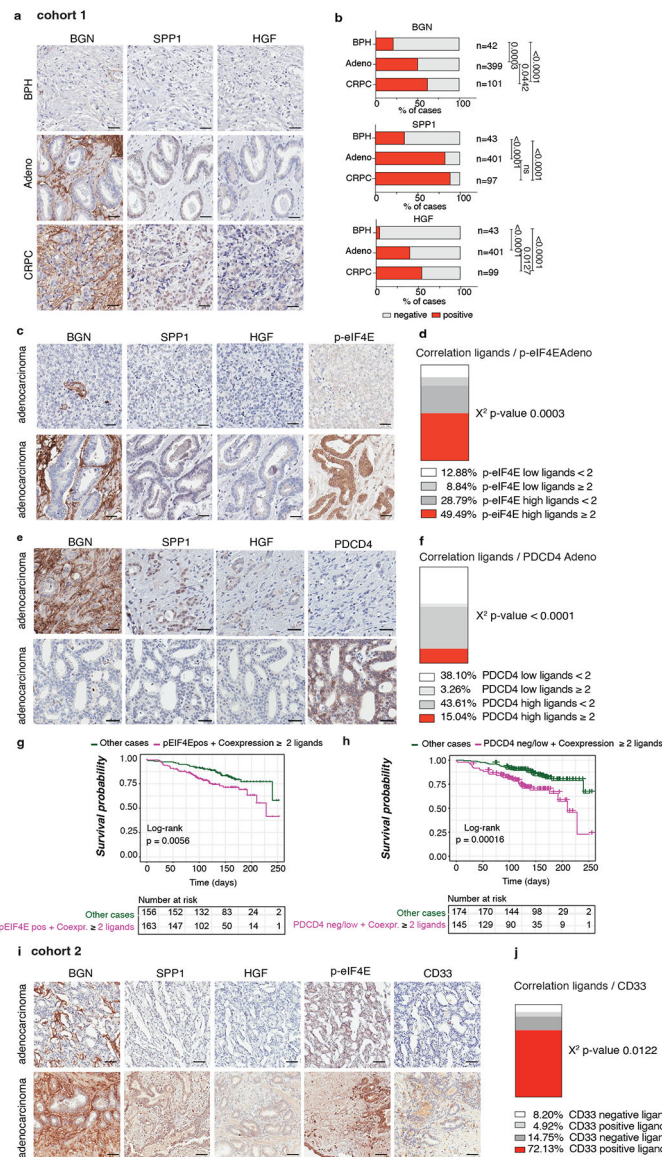 a cohort 1
BGN SPP1 HGF
BPH
Adeno
CRPC
b
BGN
BPH n=42
Adeno n=399
CRPC n=101
0.0003
0.0442
<0.0001
50 100
% of cases
SPP1
BPH n=43
Adeno n=401
CRPC n=97
<0.0001
ns
<0.0001
50 100
% of cases
HGF
BPH n=43
Adeno n=401
CRPC n=99
<0.0001
0.0127
<0.0001
50 100
% of cases
negative positive
c
BGN SPP1 HGF p-eIF4E
adenocarcinoma
adenocarcinoma
d
Correlation ligands / p-eIF4EAdeno
X² p-value 0.0003
12.88% p-eIF4E low ligands < 2
8.84% p-eIF4E low ligands ≥ 2
28.79% p-eIF4E high ligands < 2
49.49% p-eIF4E high ligands ≥ 2
e
BGN SPP1 HGF PDCD4
adenocarcinoma
adenocarcinoma
f
Correlation ligands / PDCD4 Adeno
X² p-value < 0.0001
38.10% PDCD4 low ligands < 2
3.26% PDCD4 low ligands ≥ 2
43.61% PDCD4 high ligands < 2
15.04% PDCD4 high ligands ≥ 2
g
Other cases pEIF4Epos + Coexpression ≥ 2 ligands
Survival probability
1.00
0.75
0.50
0.25
0.00
Log-rank
p = 0.0056
0 50 100 150 200 250
Time (days)
Number at risk
Other cases 156 152 132 83 24 2
pEIF4E pos + Coexpr. ≥ 2 ligands 163 147 102 50 14 1
h
Other cases PDCD4 neg/low + Coexpression ≥ 2 ligands
Survival probability
1.00
0.75
0.50
0.25
0.00
Log-rank
p = 0.00016
0 50 100 150 200 250
Time (days)
Number at risk
Other cases 174 170 144 98 29 2
PDCD4 neg/low + Coexpr. ≥ 2 ligands 145 129 90 35 9 1
i cohort 2
BGN SPP1 HGF p-eIF4E CD33
adenocarcinoma
adenocarcinoma
j
Correlation ligands / CD33
X² p-value 0.0122
8.20% CD33 negative
4.92% CD33 positive
14.75% CD33 negative
72.13% CD33 positive